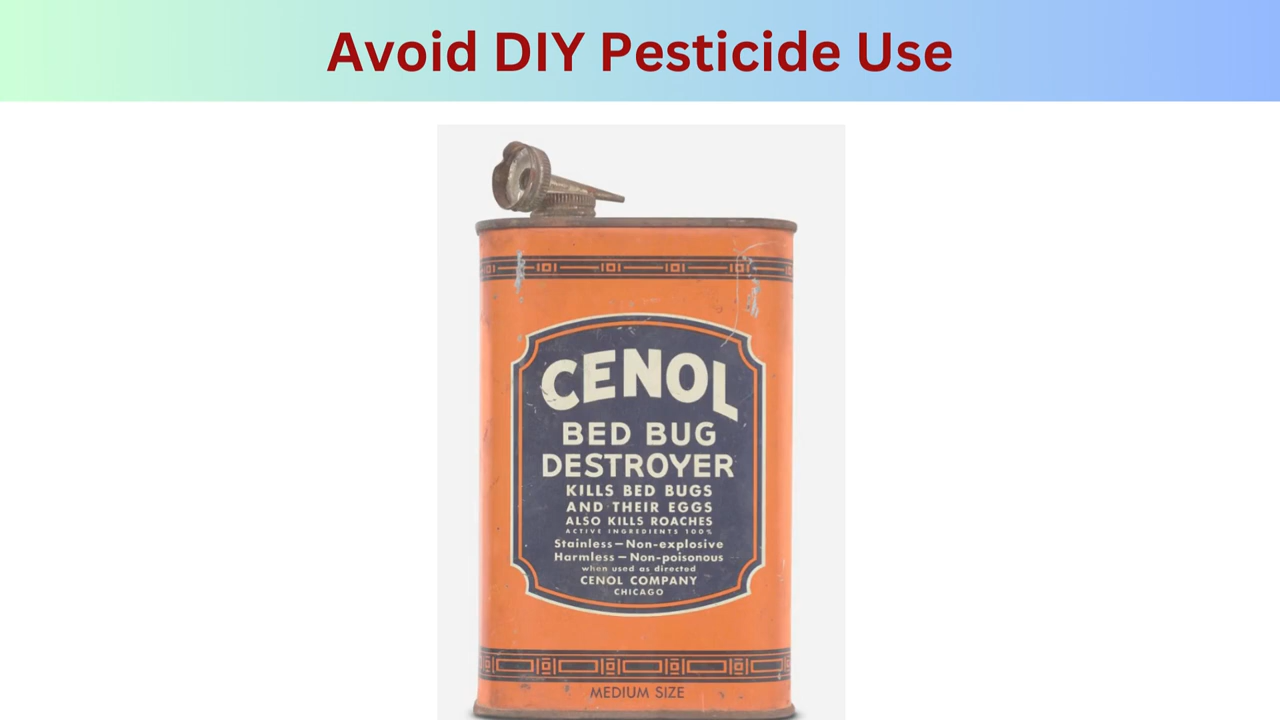 Avoid DIY Pesticide Use
CENOL
BED BUG
DESTROYER
KILLS BED BUGS
AND THEIR EGGS
ALSO KILLS ROACHES
ACTIVE INGREDIENTS 100%
Stainless—Non-explosive
Harmless—Non-poisonous
when used as directed
CENOL COMPANY
CHICAGO
MEDIUM SIZE